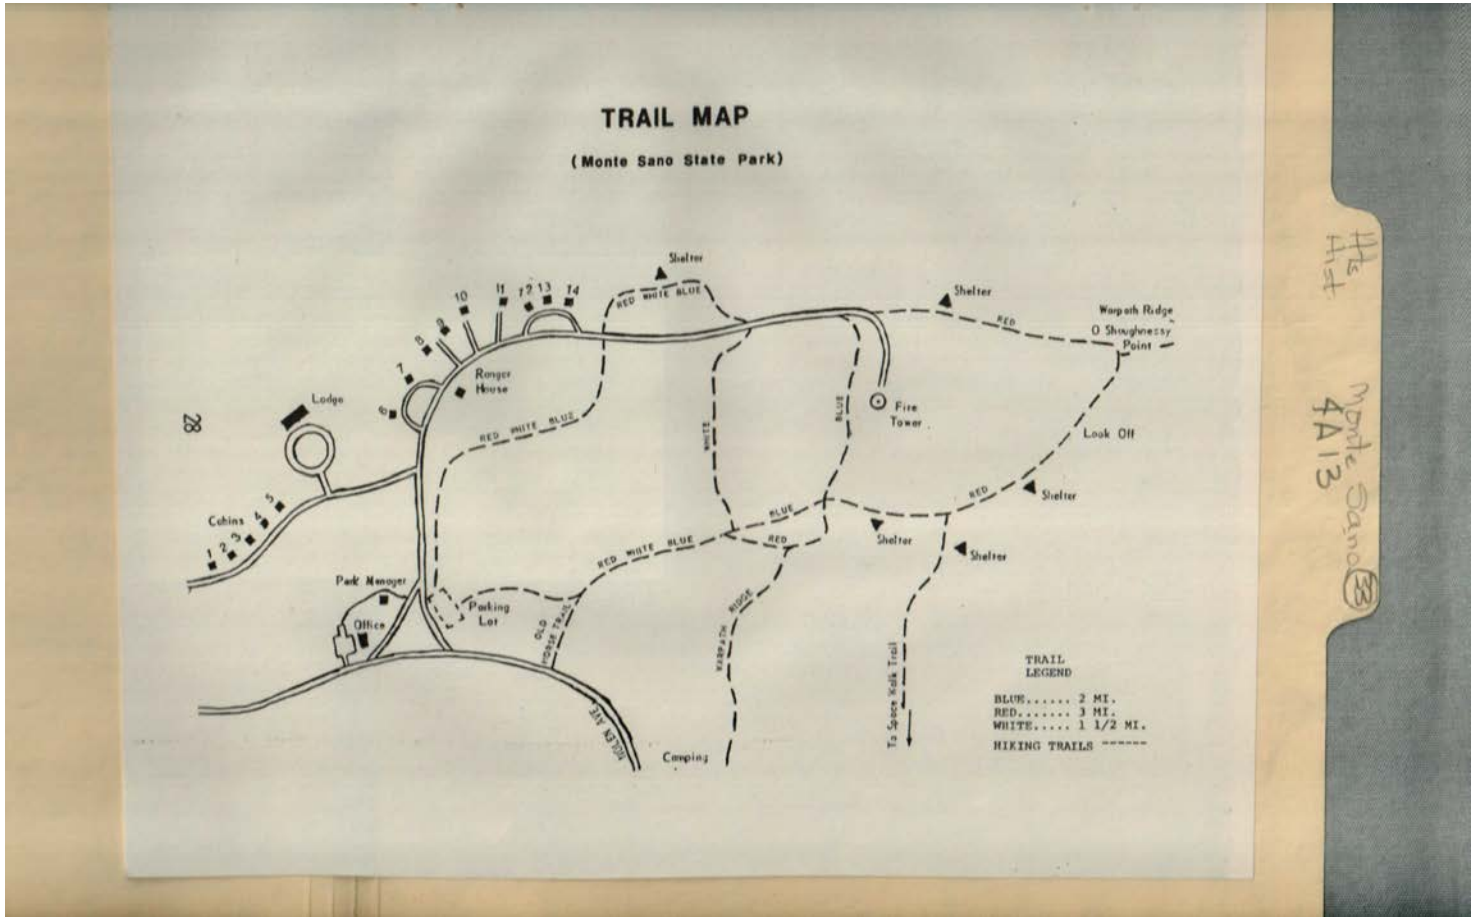 TRAIL MAP
(Monte Sano State Park)
Shelter
RED WHITE BLUE
10
11
12
13
14
9
8
7
6
Ranger
House
Shelter
RED
Warpath Ridge
O Shoughnessy
Point
Lodge
28
RED WHITE BLUE
WHITE
BLUE
Fire
Tower
Look Off
Cabins
1
2
3
4
5
BLUE
RED
Shelter
Shelter
Shelter
RED WHITE BLUE
RED
Park Manager
Office
Parking
Lot
OLD
HORSE TRAIL
WARPATH RIDGE
To Space Walk Trail
NOLEN AVE.
Camping
TRAIL
LEGEND
BLUE...... 2 MI.
RED....... 3 MI.
WHITE..... 1 1/2 MI.
HIKING TRAILS ------
Hts
Hist
Monte Sano 33
4A13